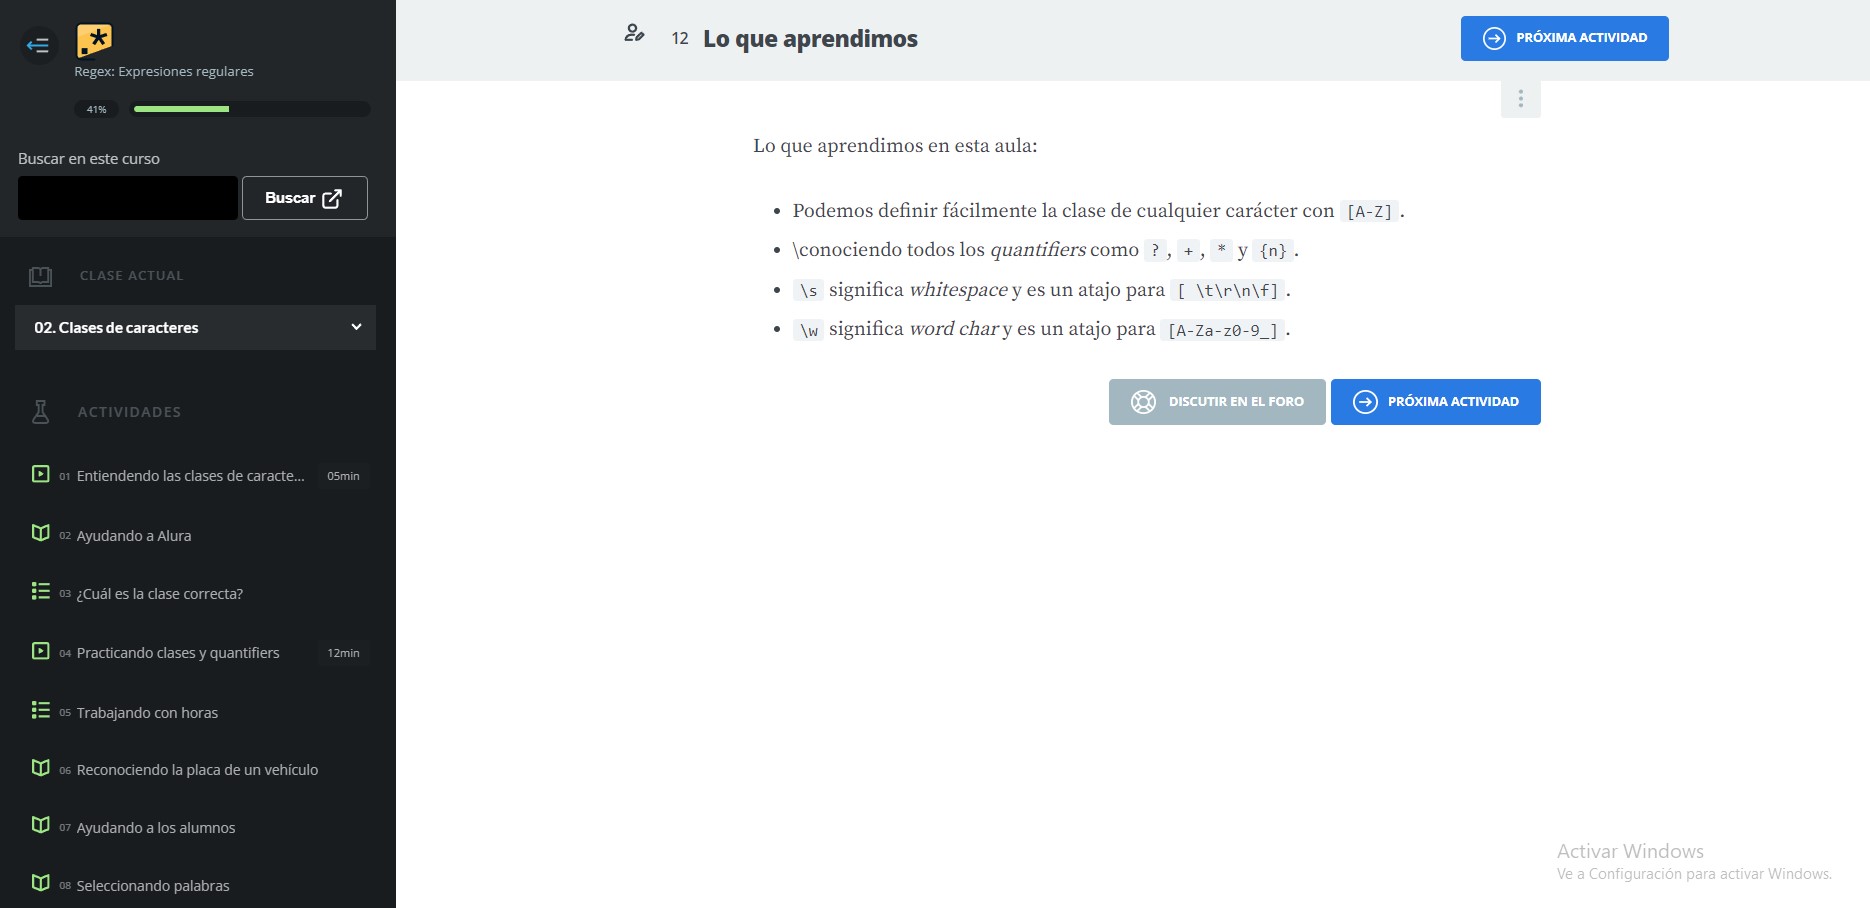 Regex: Expresiones regulares
41%
Buscar en este curso
Buscar
CLASE ACTUAL
02. Clases de caracteres
ACTIVIDADES
01 Entiendendo las clases de caracte... 05min
02 Ayudando a Alura
03 ¿Cuál es la clase correcta?
04 Practicando clases y quantifiers 12min
05 Trabajando con horas
06 Reconociendo la placa de un vehículo
07 Ayudando a los alumnos
08 Seleccionando palabras
12 Lo que aprendimos
PRÓXIMA ACTIVIDAD
Lo que aprendimos en esta aula:
• Podemos definir fácilmente la clase de cualquier carácter con [A-Z].
• \conociendo todos los quantifiers como ?, +, * y {n}.
• \s significa whitespace y es un atajo para [ \t\r\n\f].
• \w significa word char y es un atajo para [A-Za-z0-9_].
DISCUTIR EN EL FORO
PRÓXIMA ACTIVIDAD
Activar Windows
Ve a Configuración para activar Windows.